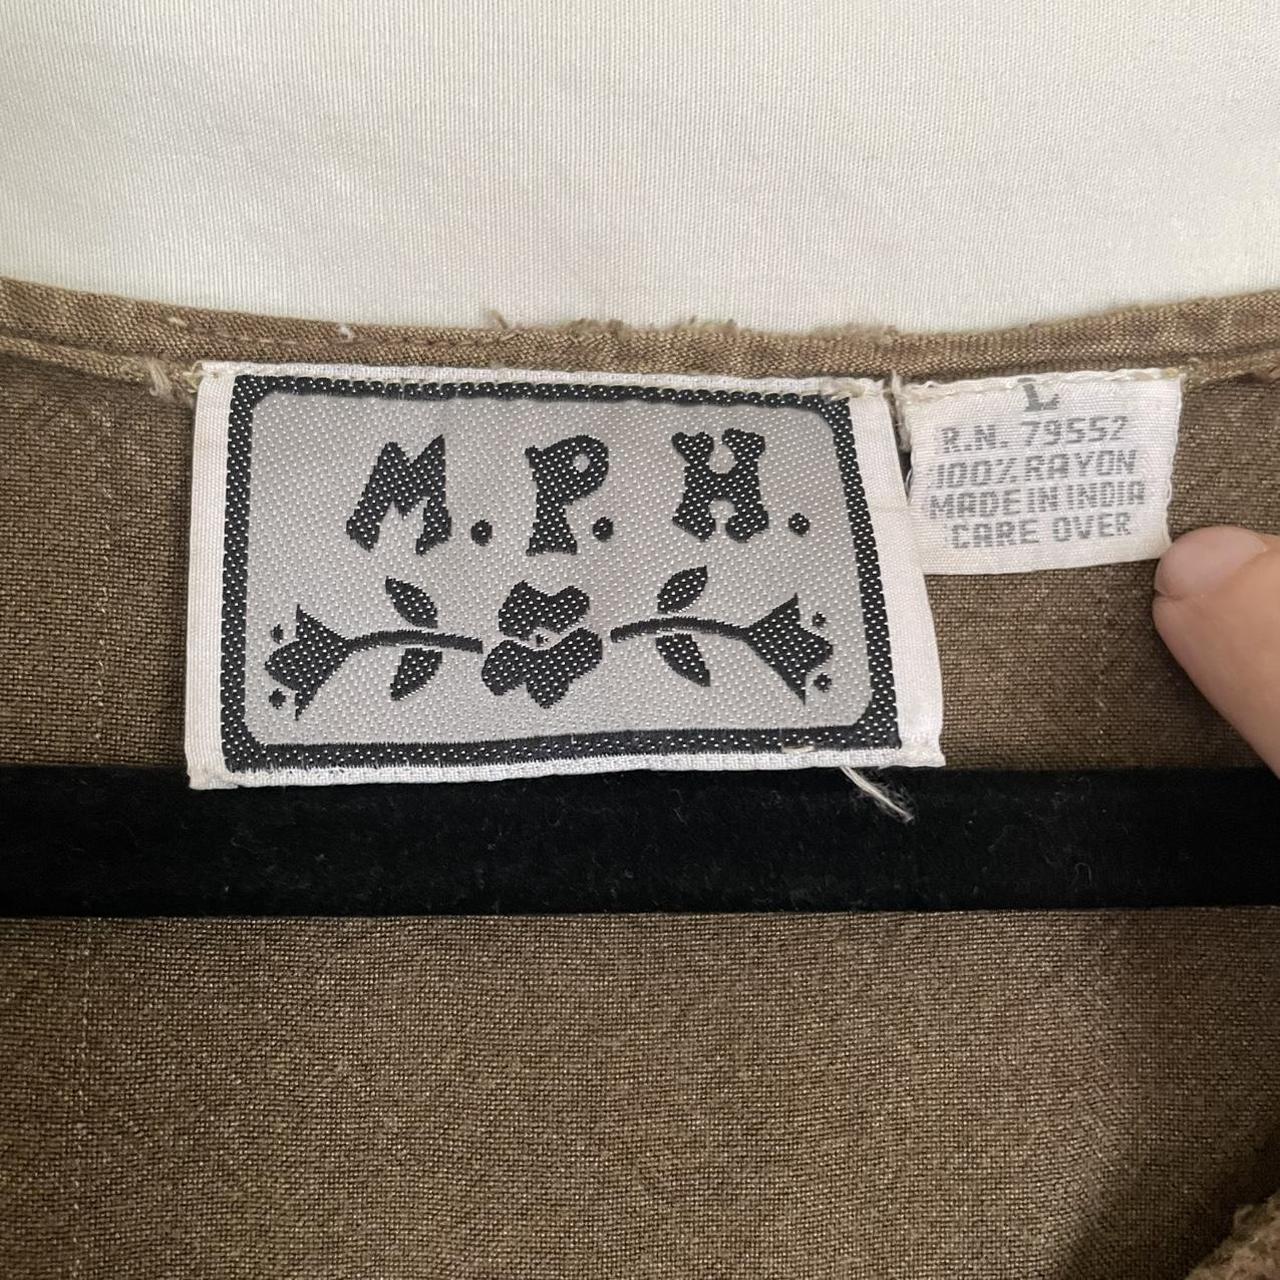 M.P.H.
L
R.N. 79552
100% RAYON
MADE IN INDIA
CARE OVER